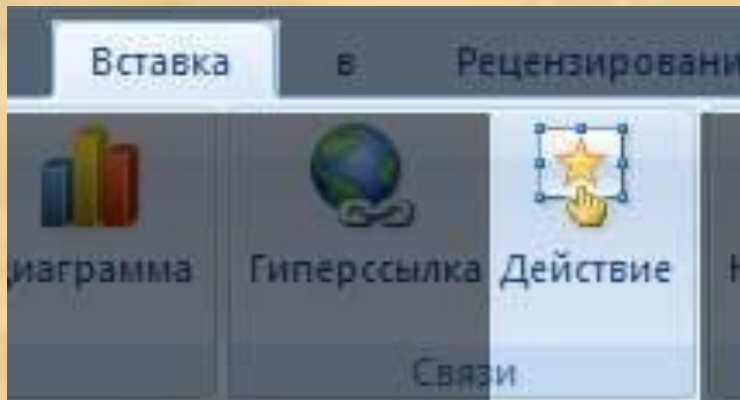 Вставка в Рецензировани
иаграмма Гиперссылка Действие
Связи